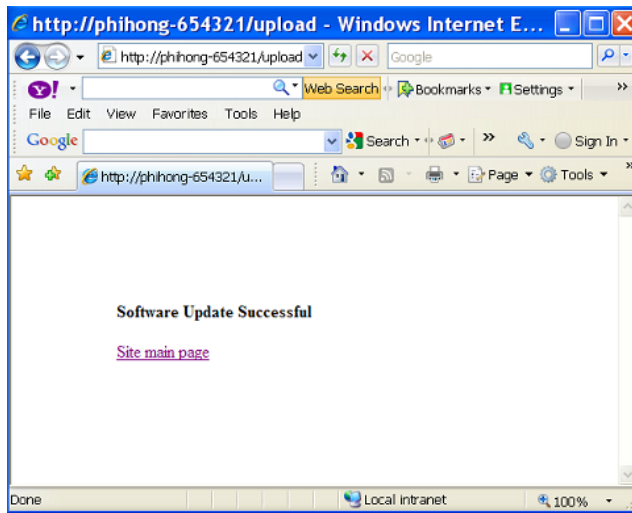 http://phihong-654321/upload - Windows Internet E...
http://phihong-654321/upload Google
Y! Web Search Bookmarks Settings »
File Edit View Favorites Tools Help
Google Search » Sign In
http://phihong-654321/u... Page Tools »
Software Update Successful
Site main page
Done Local intranet 100%